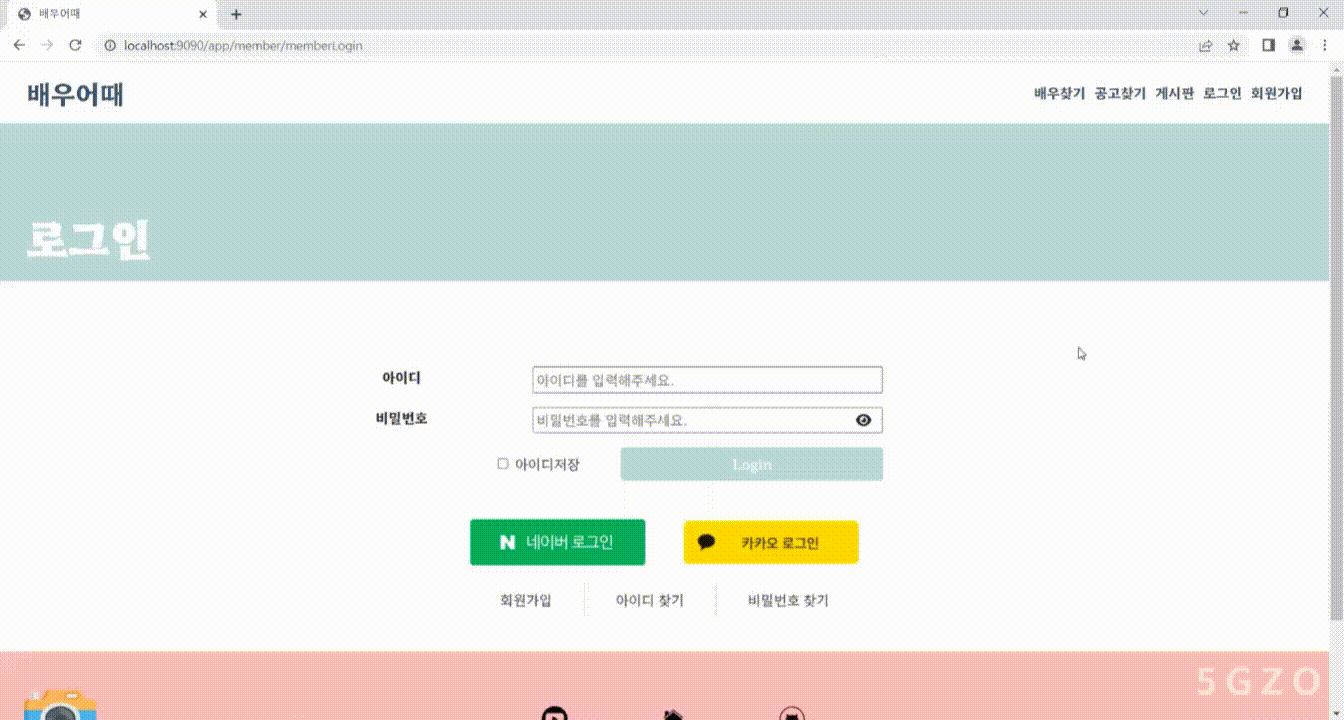 배우어때
localhost:9090/app/member/memberLogin
배우어때
배우찾기 공고찾기 게시판 로그인 회원가입
로그인
아이디
아이디를 입력해주세요.
비밀번호
비밀번호를 입력해주세요.
아이디저장
Login
N 네이버 로그인
카카오 로그인
회원가입
아이디 찾기
비밀번호 찾기
5GZO